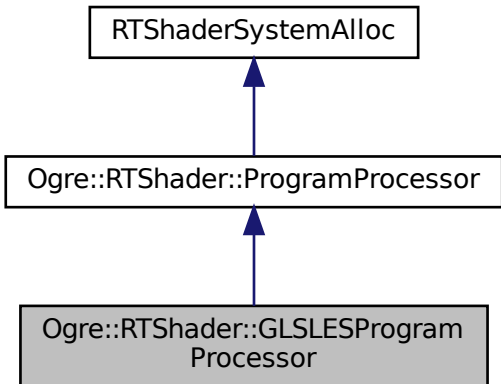 RTShaderSystemAlloc
Ogre::RTShader::ProgramProcessor
Ogre::RTShader::GLSLESProgram
Processor